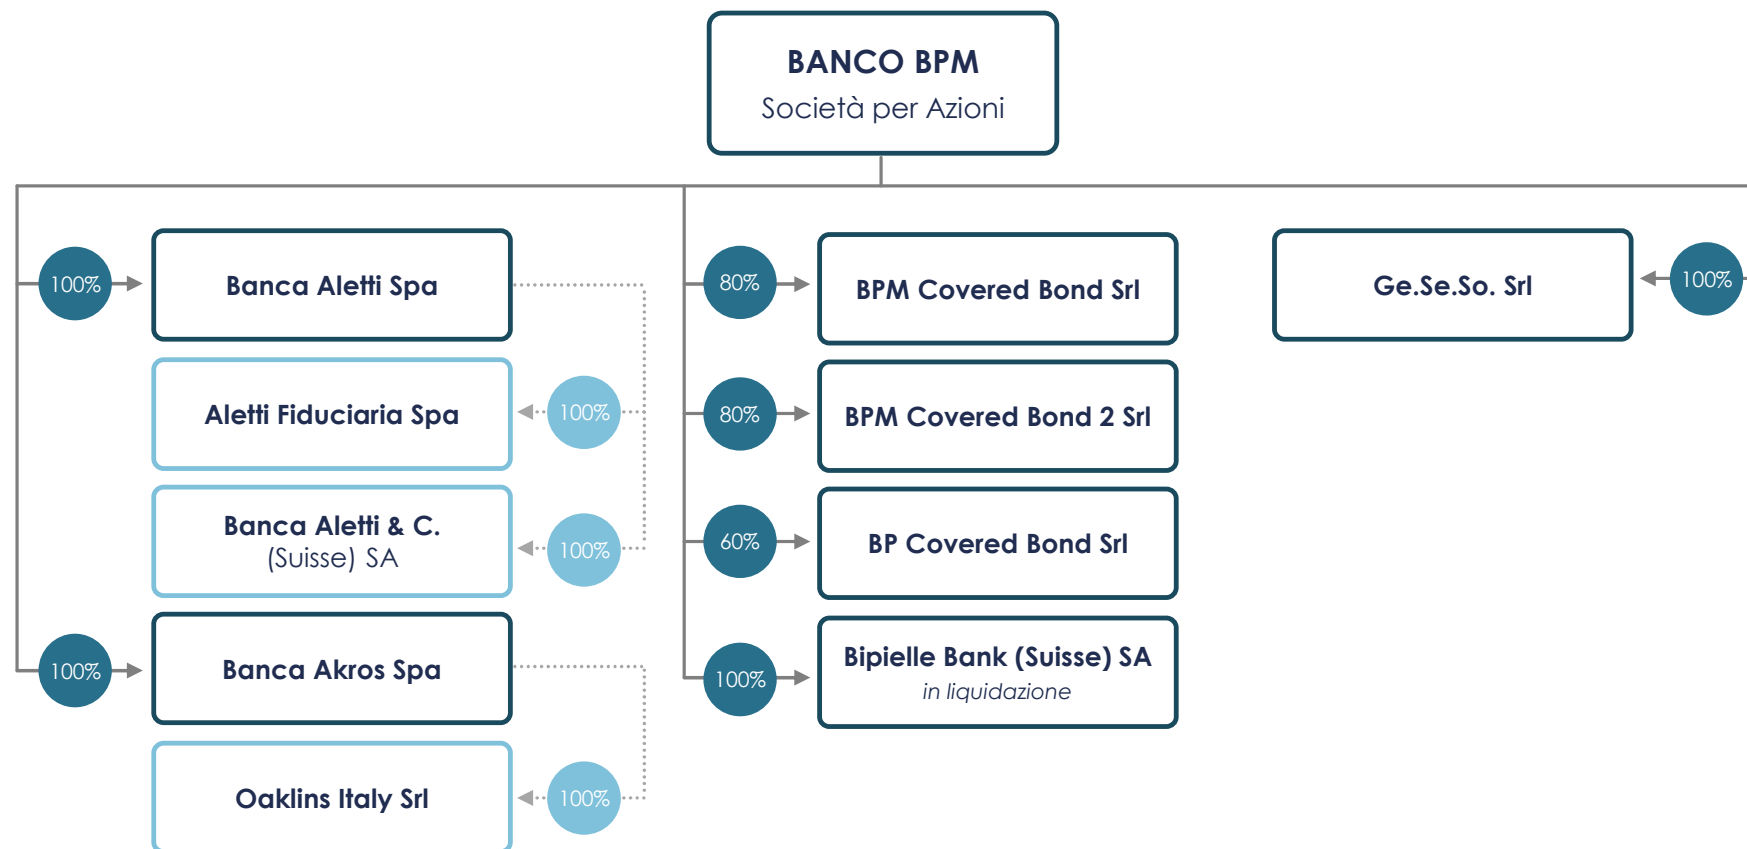 BANCO BPM
Società per Azioni
100%
Banca Aletti Spa
Aletti Fiduciaria Spa
100%
Banca Aletti & C.
(Suisse) SA
100%
100%
Banca Akros Spa
Oaklins Italy Srl
100%
80%
BPM Covered Bond Srl
80%
BPM Covered Bond 2 Srl
60%
BP Covered Bond Srl
100%
Bipielle Bank (Suisse) SA
in liquidazione
Ge.Se.So. Srl
100%